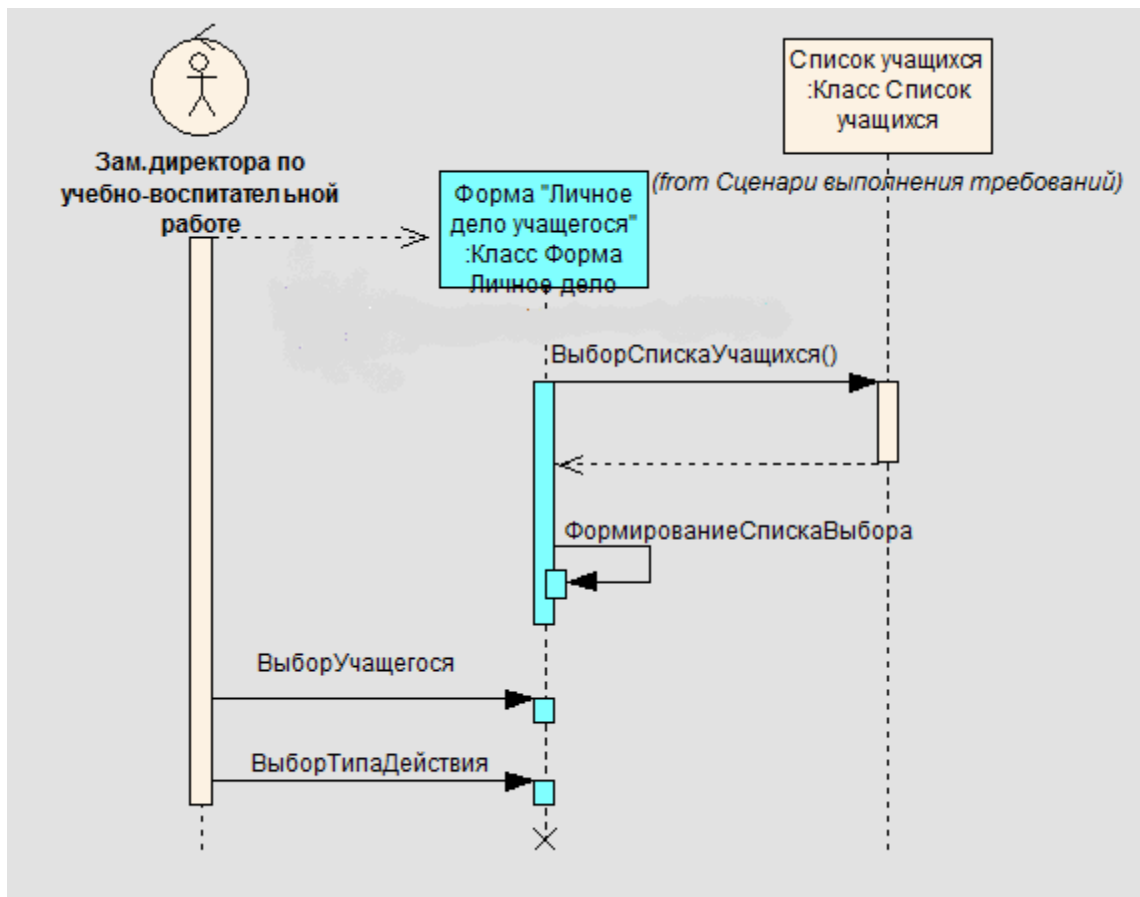 Список учащихся
:Класс Список
учащихся
Зам.директора по
учебно-воспитательной
работе
(from Сценари выполнения требований)
Форма "Личное
дело учащегося"
:Класс Форма
Личное дело
ВыборСпискаУчащихся()
ФормированиеСпискаВыбора
ВыборУчащегося
ВыборТипаДействия